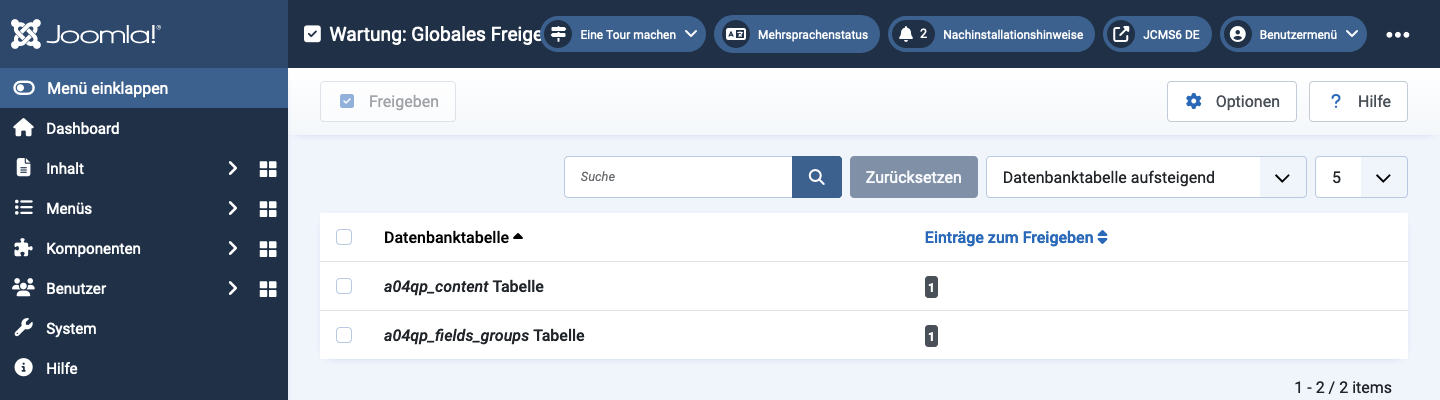 Joomla!®
Wartung: Globales Freige
Eine Tour machen
Mehrsprachenstatus
2 Nachinstallationshinweise
JCMS6 DE
Benutzermenü
Menü einklappen
Dashboard
Inhalt
Menüs
Komponenten
Benutzer
System
Hilfe
Freigeben
Optionen
? Hilfe
Suche
Zurücksetzen
Datenbanktabelle aufsteigend
5
Datenbanktabelle Einträge zum Freigeben
a04qp_content Tabelle 1
a04qp_fields_groups Tabelle 1
1 - 2 / 2 items